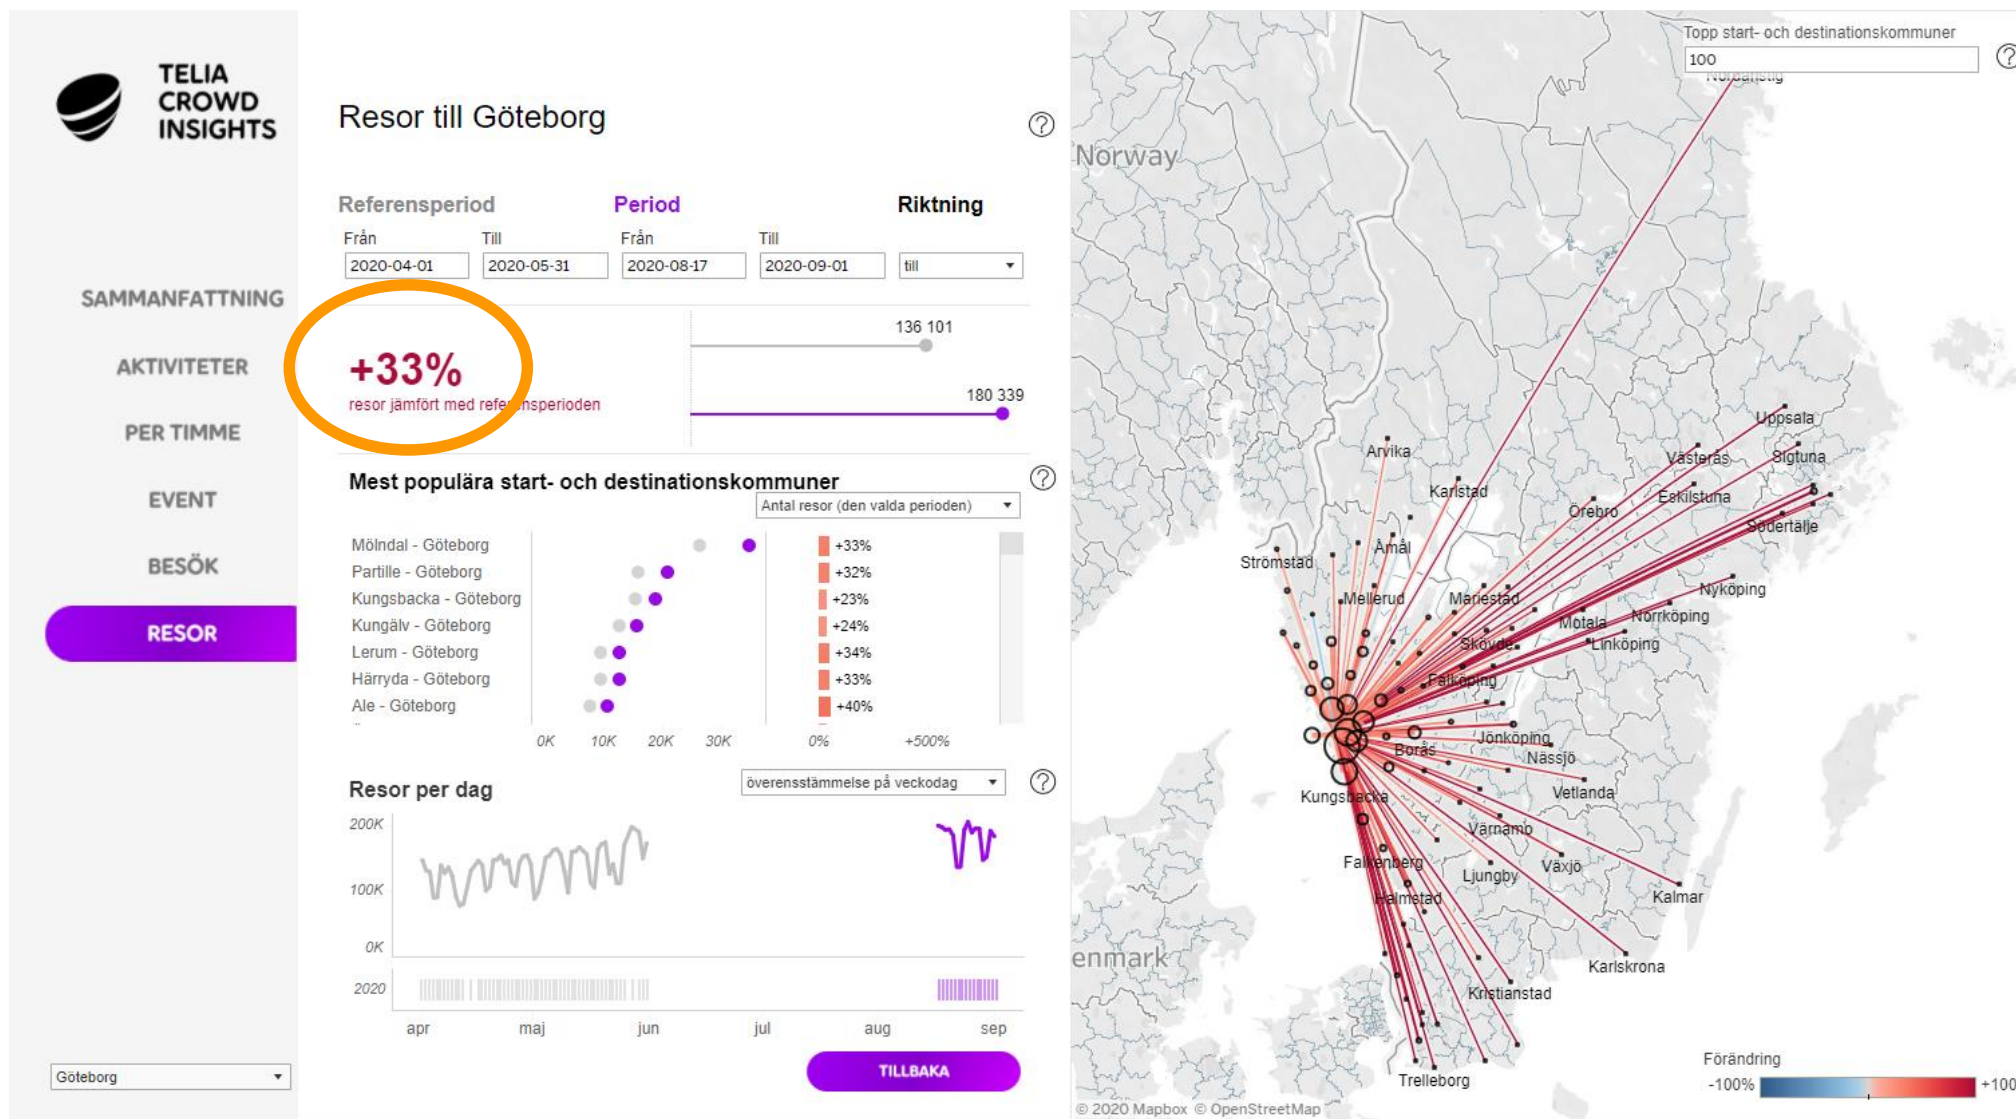 TELIA
CROWD
INSIGHTS
SAMMANFATTNING
AKTIVITETER
PER TIMME
EVENT
BESÖK
RESOR
Göteborg
Resor till Göteborg
?
Referensperiod Period Riktning
Från Till Från Till
2020-04-01 2020-05-31 2020-08-17 2020-09-01 till
+33%
resor jämfört med referensperioden
136 101
180 339
Mest populära start- och destinationskommuner
?
Antal resor (den valda perioden)
Mölndal - Göteborg +33%
Partille - Göteborg +32%
Kungsbacka - Göteborg +23%
Kungälv - Göteborg +24%
Lerum - Göteborg +34%
Härryda - Göteborg +33%
Ale - Göteborg +40%
0K 10K 20K 30K 0% +500%
Resor per dag
överensstämmelse på veckodag
?
200K
100K
0K
2020
apr maj jun jul aug sep
TILLBAKA
Topp start- och destinationskommuner
100
?
Nordanstig
Norway
Uppsala
Arvika
Västerås
Sigtuna
Karlstad
Eskilstuna
Örebro
Södertälje
Åmål
Strömstad
Nyköping
Mellerud
Mariestad
Norrköping
Motala
Skövde
Linköping
Falköping
Jönköping
Borås
Nässjö
Kungsbacka
Vetlanda
Värnamo
Falkenberg
Växjö
Ljungby
Halmstad
Kalmar
enmark
Karlskrona
Kristianstad
Trelleborg
Förändring
-100% +100
© 2020 Mapbox © OpenStreetMap